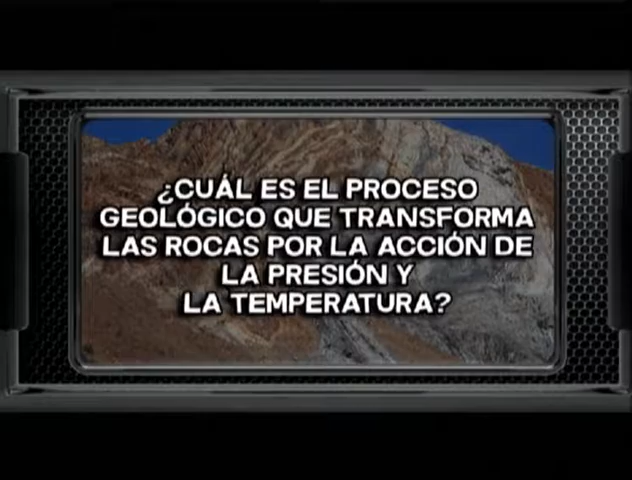 ¿CUÁL ES EL PROCESO
GEOLÓGICO QUE TRANSFORMA
LAS ROCAS POR LA ACCIÓN DE
LA PRESIÓN Y
LA TEMPERATURA?